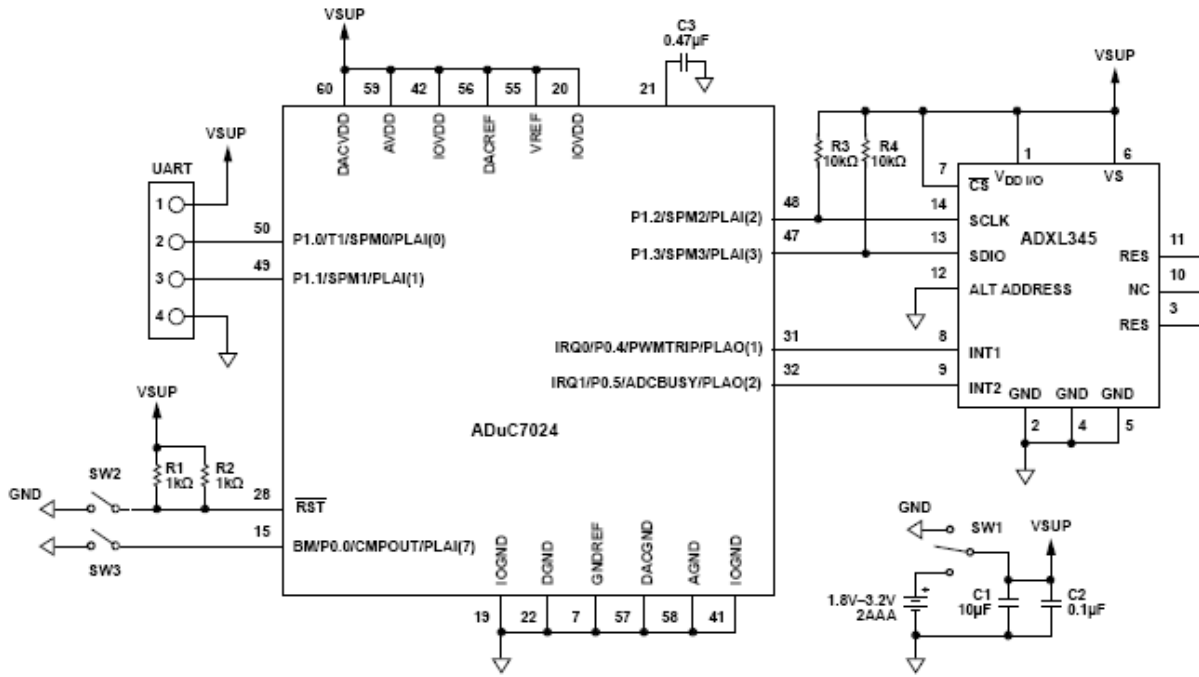 VSUP
C3
0.47µF
VSUP
60 59 42 56 55 20 21
DACVDD
AVDD
IOVDD
DACREF
VREF
IOVDD
VSUP
UART
1
2
3
4
50
P1.0/T1/SPM0/PLAI(0)
49
P1.1/SPM1/PLAI(1)
R3
10kΩ
R4
10kΩ
7
1
6
CS
VDD I/O
VS
P1.2/SPM2/PLAI(2)
48
14
SCLK
P1.3/SPM3/PLAI(3)
47
13
SDIO
ADXL345
12
ALT ADDRESS
RES
11
NC
10
RES
3
IRQ0/P0.4/PWMTRIP/PLAO(1)
31
8
INT1
IRQ1/P0.5/ADCBUSY/PLAO(2)
32
9
INT2
GND GND GND
2 4 5
ADuC7024
VSUP
R1
1kΩ
R2
1kΩ
SW2
GND
28
RST
15
BM/P0.0/CMPOUT/PLAI(7)
SW3
IOGND
DGND
GNDREF
DACGND
AGND
IOGND
19 22 7 57 58 41
GND
SW1
VSUP
1.8V–3.2V
2AAA
+
C1
10µF
C2
0.1µF